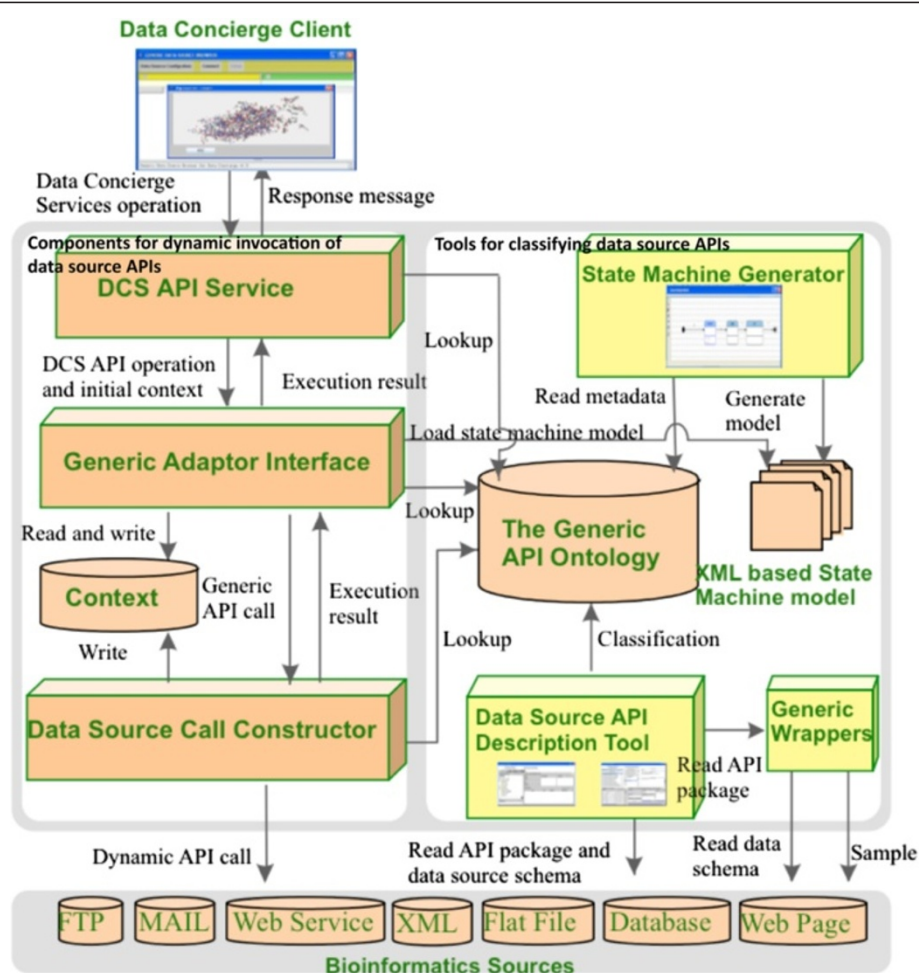 Data Concierge Client
Data Concierge
Services operation
Response message
Components for dynamic invocation of
data source APIs
Tools for classifying data source APIs
DCS API Service
State Machine Generator
Lookup
DCS API operation
and initial context
Execution result
Read metadata
Generate
model
Load state machine model
Generic Adaptor Interface
Lookup
The Generic
API Ontology
Read and write
Context
Generic
API call
Execution
result
XML based State
Machine model
Write
Lookup
Classification
Data Source Call Constructor
Data Source API
Description Tool
Generic
Wrappers
Read API
package
Dynamic API call
Read API package and
data source schema
Read data
schema
Sample
FTP
MAIL
Web Service
XML
Flat File
Database
Web Page
Bioinformatics Sources